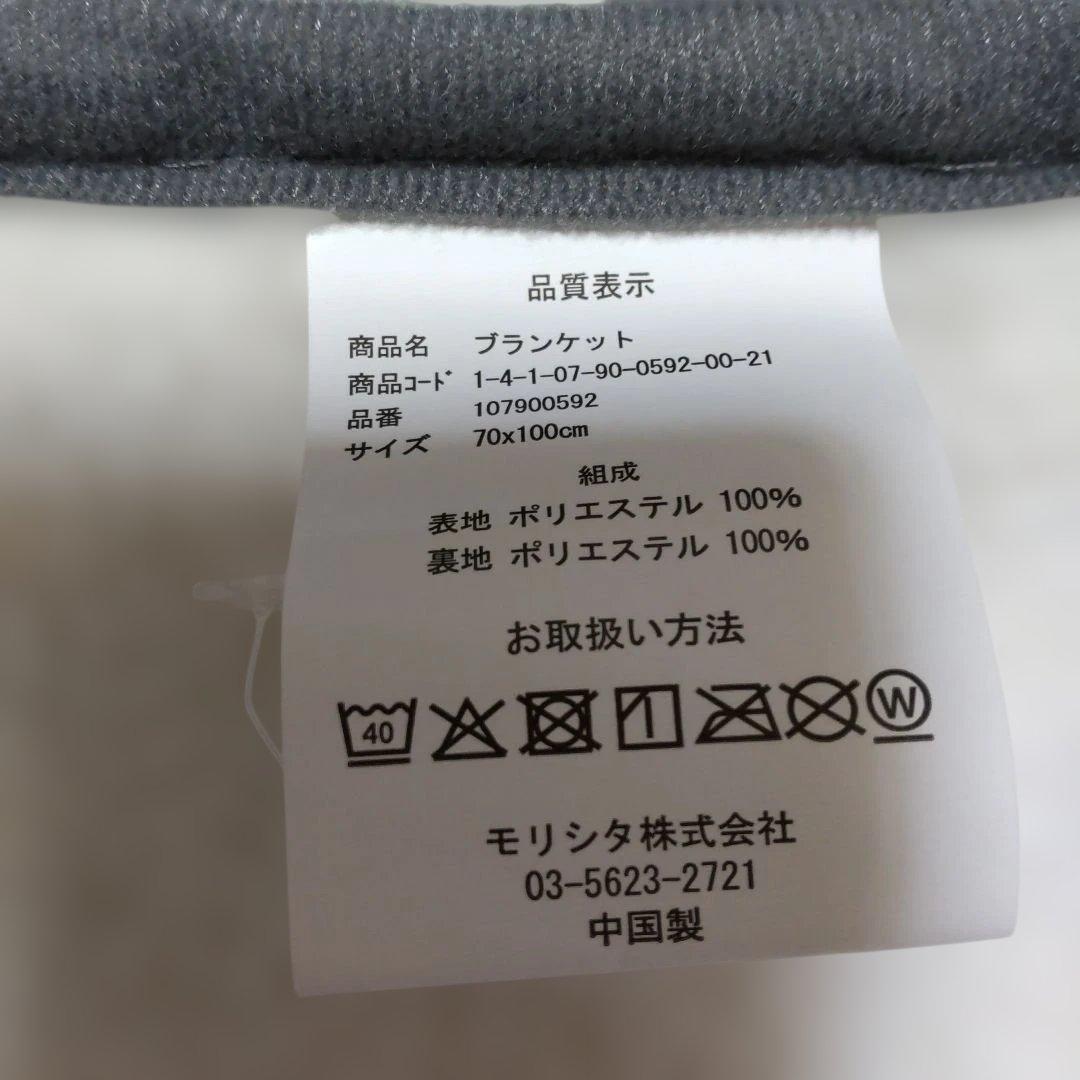 品質表示
商品名 ブランケット
商品ｺｰﾄﾞ 1-4-1-07-90-0592-00-21
品番 107900592
サイズ 70x100cm
組成
表地 ポリエステル 100%
裏地 ポリエステル 100%
お取扱い方法
40 W
モリシタ株式会社
03-5623-2721
中国製